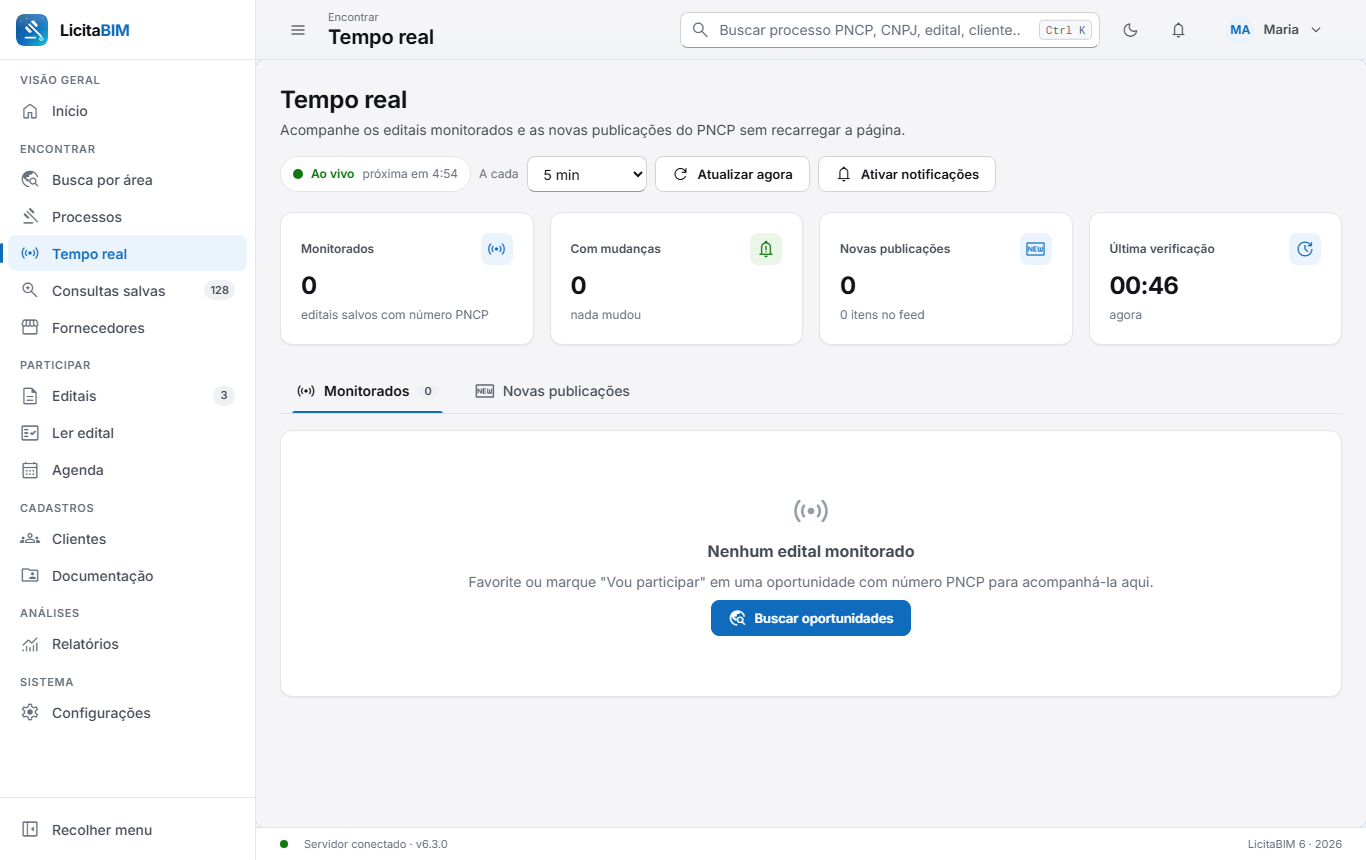 LicitaBIM
Encontrar
Tempo real
Buscar processo PNCP, CNPJ, edital, cliente..
Ctrl K
MA
Maria
VISÃO GERAL
Início
ENCONTRAR
Busca por área
Processos
Tempo real
Consultas salvas
128
Fornecedores
PARTICIPAR
Editais
3
Ler edital
Agenda
CADASTROS
Clientes
Documentação
ANÁLISES
Relatórios
SISTEMA
Configurações
Recolher menu
Tempo real
Acompanhe os editais monitorados e as novas publicações do PNCP sem recarregar a página.
Ao vivo próxima em 4:54
A cada
5 min
Atualizar agora
Ativar notificações
Monitorados
0
editais salvos com número PNCP
Com mudanças
0
nada mudou
Novas publicações
NEW
0
0 itens no feed
Última verificação
00:46
agora
Monitorados 0
NEW
Novas publicações
Nenhum edital monitorado
Favorite ou marque "Vou participar" em uma oportunidade com número PNCP para acompanhá-la aqui.
Buscar oportunidades
Servidor conectado · v6.3.0
LicitaBIM 6 · 2026